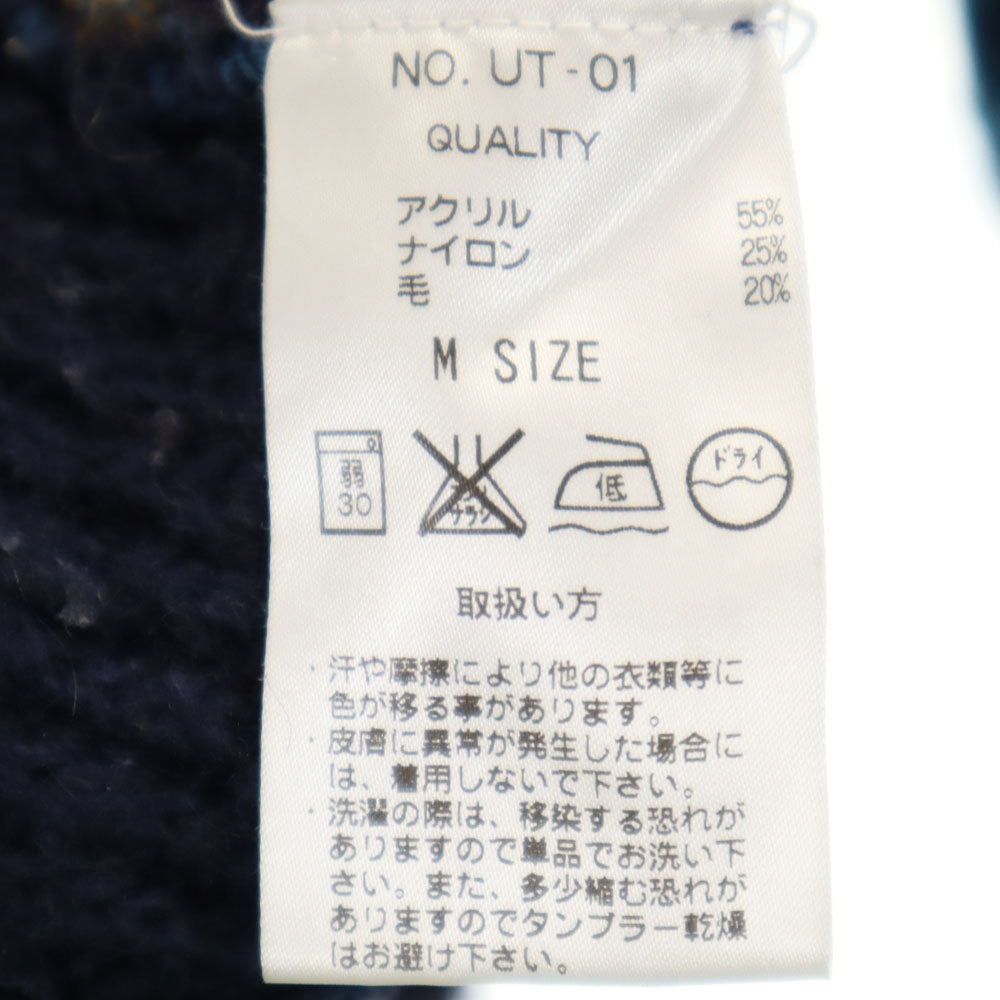 NO. UT-01
QUALITY
アクリル 55%
ナイロン 25%
毛 20%
M SIZE
弱
30
エンソ
サラシ
低
ドライ
取扱い方
・汗や摩擦により他の衣類等に
色が移る事があります。
・皮膚に異常が発生した場合に
は、着用しないで下さい。
・洗濯の際は、移染する恐れが
ありますので単品でお洗い下
さい。また、多少縮む恐れが
ありますのでタンブラー乾燥
はお避け下さい。